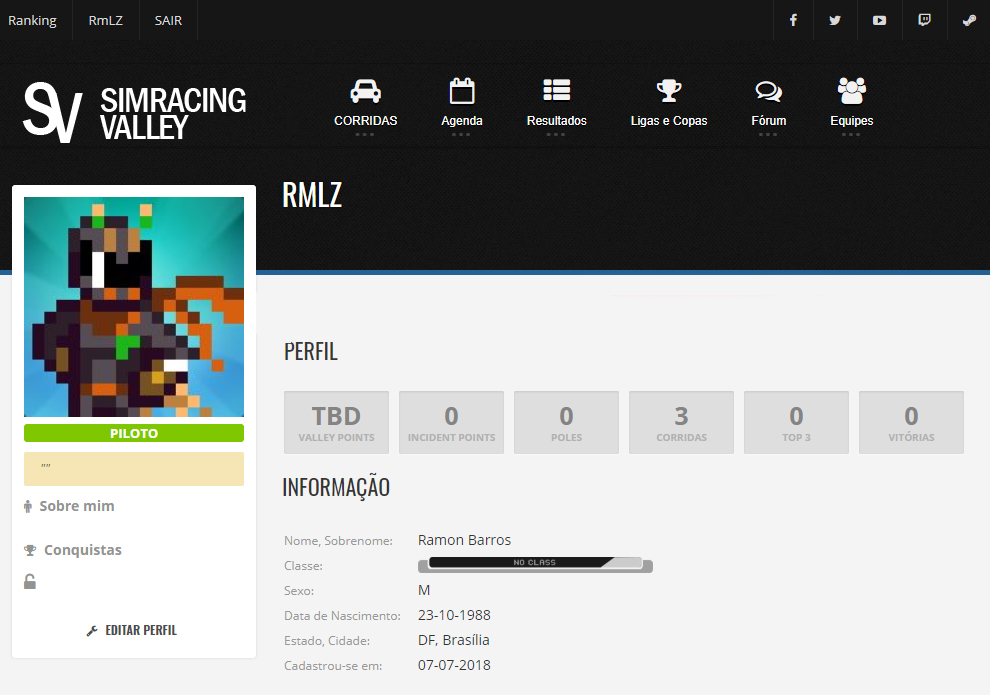 Ranking RmLZ SAIR
SV SIMRACING
VALLEY
CORRIDAS Agenda Resultados Ligas e Copas Fórum Equipes
RMLZ
PILOTO
""
Sobre mim
Conquistas
EDITAR PERFIL
PERFIL
TBD 0 0 3 0 0
VALLEY POINTS INCIDENT POINTS POLES CORRIDAS TOP 3 VITÓRIAS
INFORMAÇÃO
Nome, Sobrenome: Ramon Barros
Classe: NO CLASS
Sexo: M
Data de Nascimento: 23-10-1988
Estado, Cidade: DF, Brasília
Cadastrou-se em: 07-07-2018